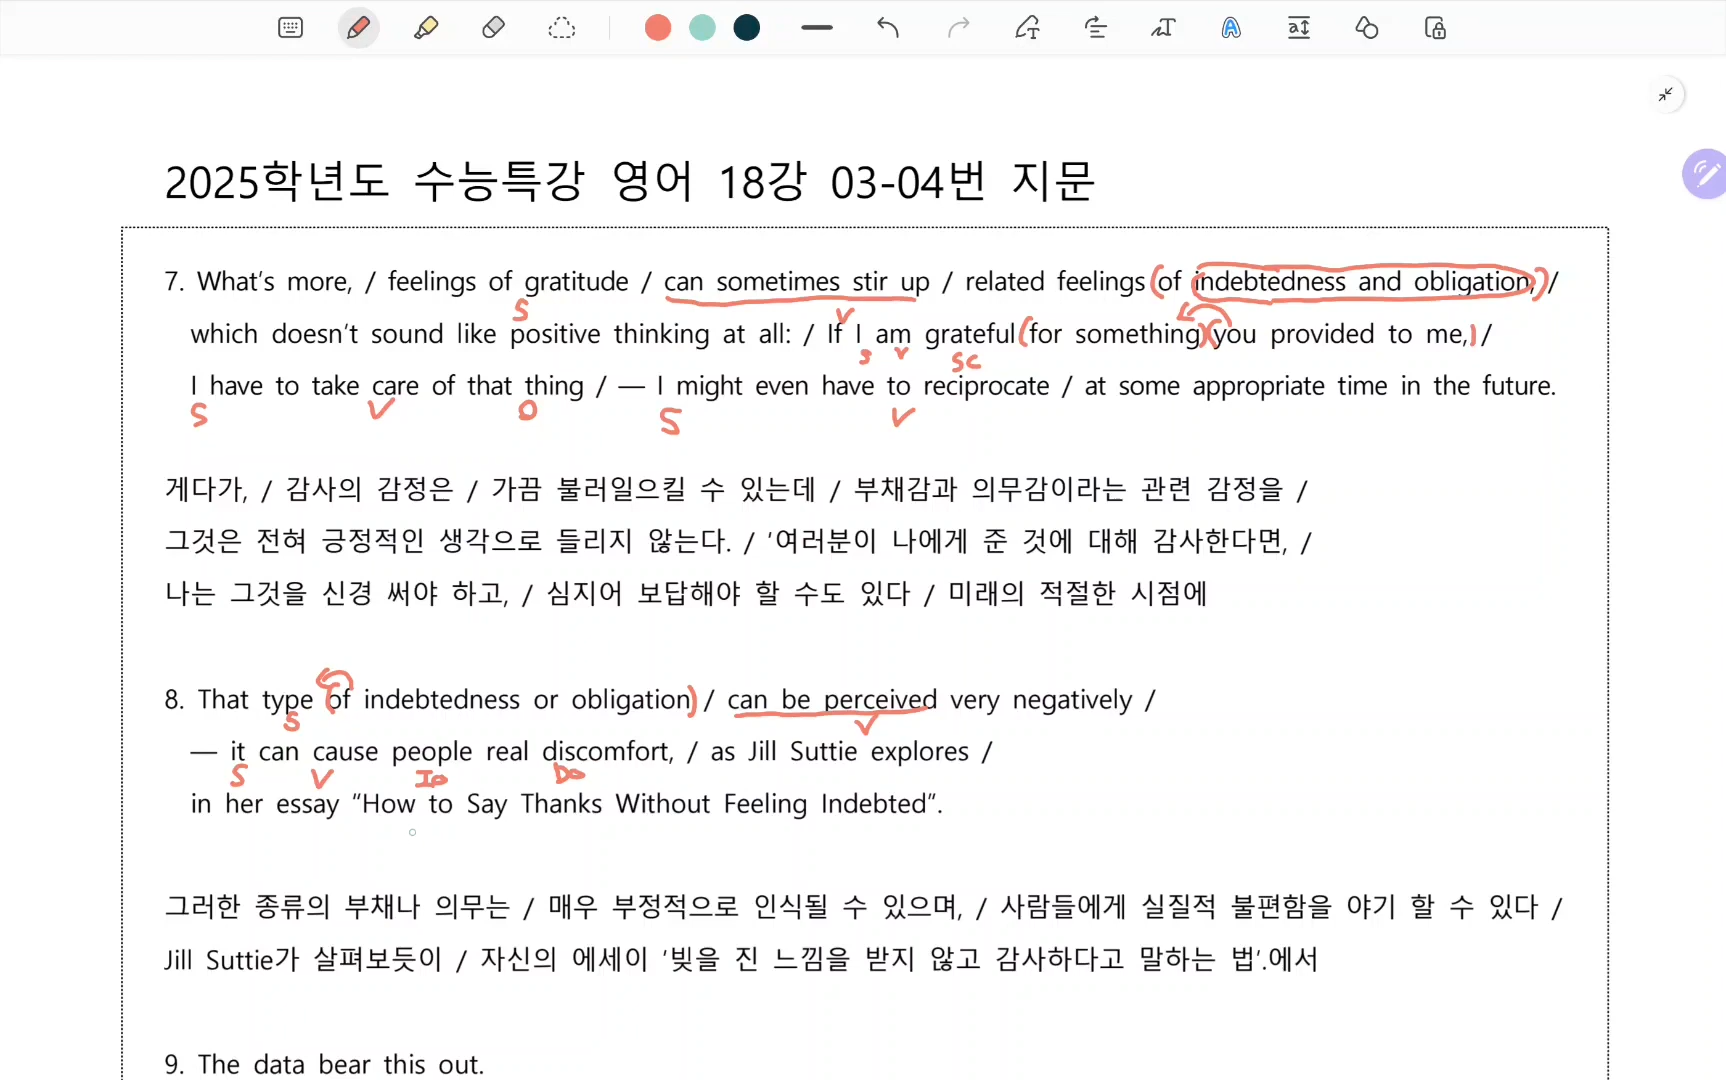 2025학년도 수능특강 영어 18강 03-04번 지문
7. What's more, / feelings of gratitude / can sometimes stir up / related feelings (of indebtedness and obligation,) /
S V
which doesn't sound like positive thinking at all: / If I am grateful (for something) (you provided to me,) /
S V SC
I have to take care of that thing / — I might even have to reciprocate / at some appropriate time in the future.
S V O S V
게다가, / 감사의 감정은 / 가끔 불러일으킬 수 있는데 / 부채감과 의무감이라는 관련 감정을 /
그것은 전혀 긍정적인 생각으로 들리지 않는다. / '여러분이 나에게 준 것에 대해 감사한다면, /
나는 그것을 신경 써야 하고, / 심지어 보답해야 할 수도 있다 / 미래의 적절한 시점에
8. That type (of indebtedness or obligation) / can be perceived very negatively /
S V
— it can cause people real discomfort, / as Jill Suttie explores /
S V IO DO
in her essay “How to Say Thanks Without Feeling Indebted”.
그러한 종류의 부채나 의무는 / 매우 부정적으로 인식될 수 있으며, / 사람들에게 실질적 불편함을 야기 할 수 있다 /
Jill Suttie가 살펴보듯이 / 자신의 에세이 '빚을 진 느낌을 받지 않고 감사하다고 말하는 법'.에서
9. The data bear this out.